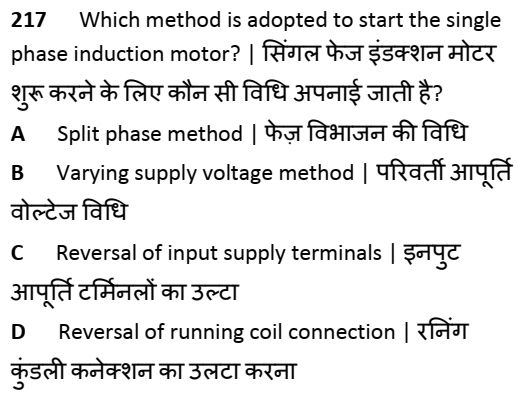 217 Which method is adopted to start the single
phase induction motor? | सिंगल फेज इंडक्शन मोटर
शुरू करने के लिए कौन सी विधि अपनाई जाती है?
A Split phase method | फेज़ विभाजन की विधि
B Varying supply voltage method | परिवर्ती आपूर्ति
वोल्टेज विधि
C Reversal of input supply terminals | इनपुट
आपूर्ति टर्मिनलों का उल्टा
D Reversal of running coil connection | रनिंग
कुंडली कनेक्शन का उलटा करना